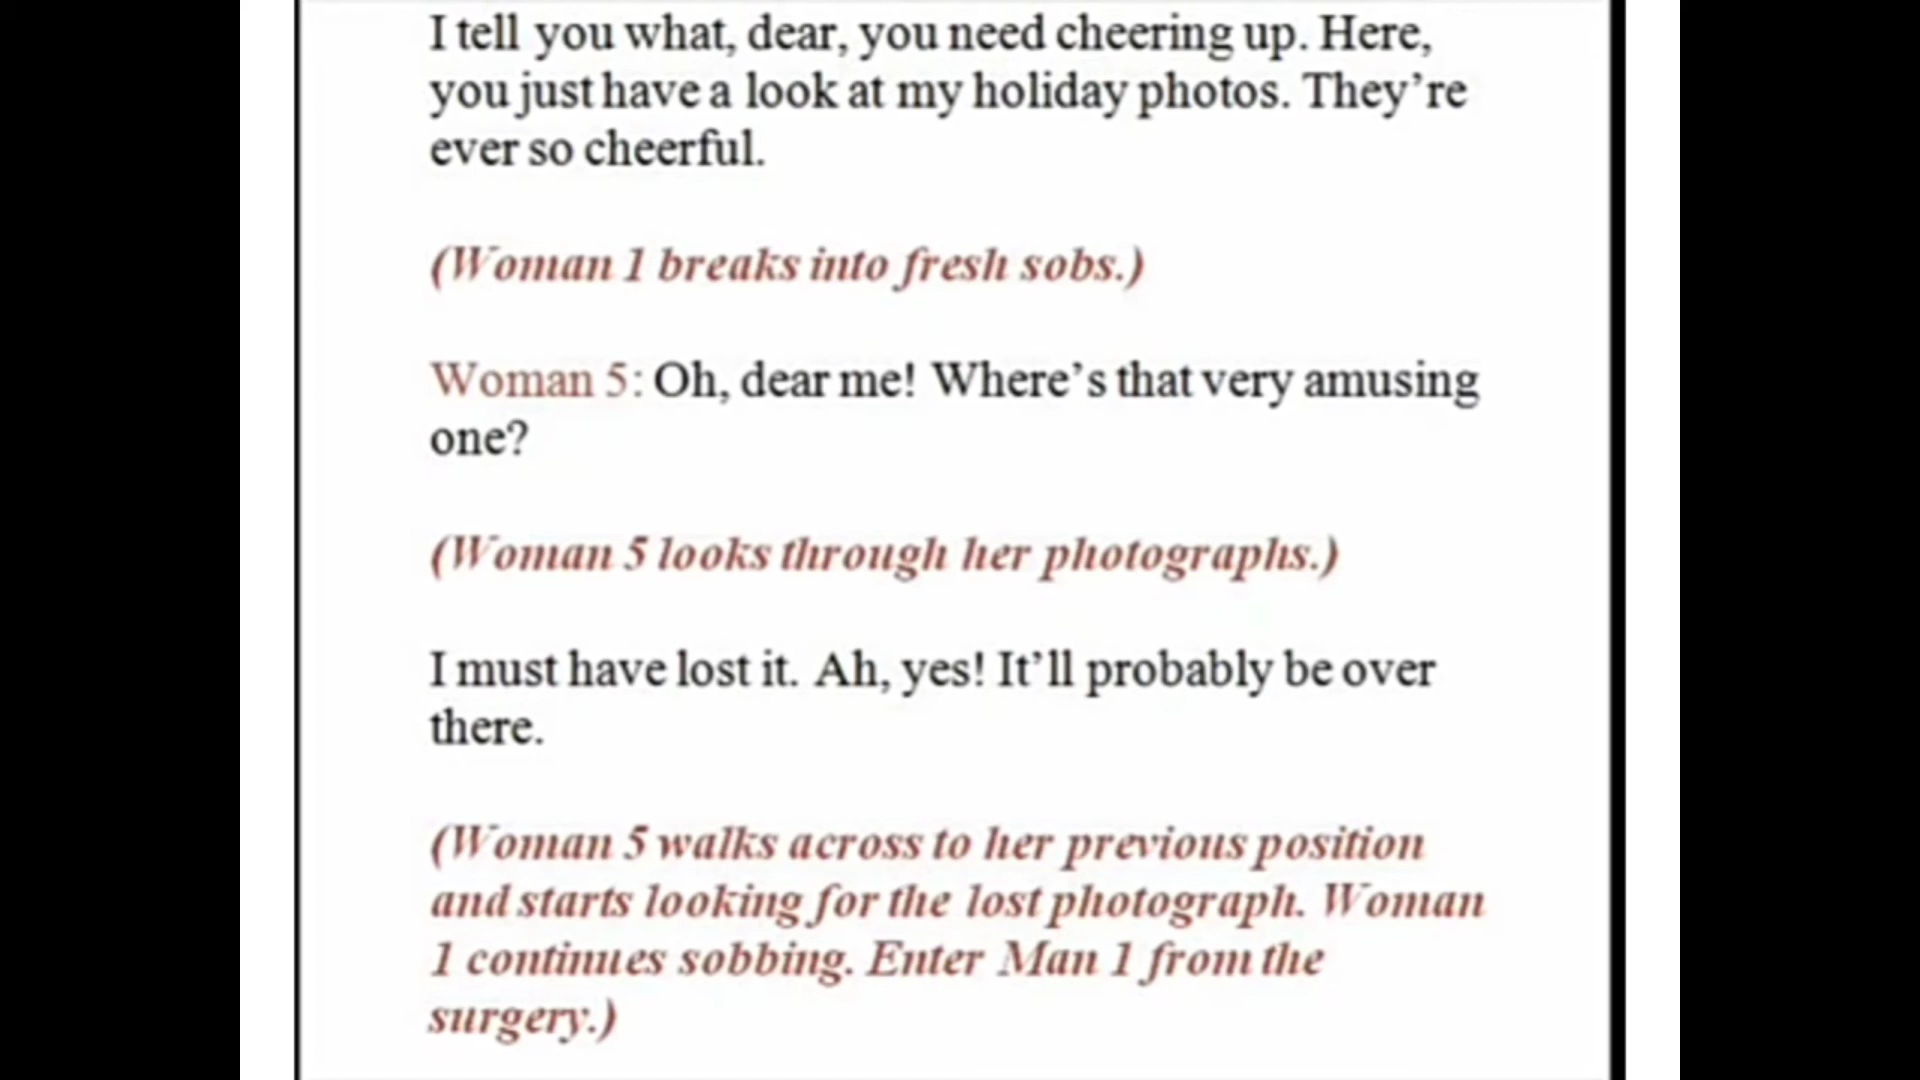 I tell you what, dear, you need cheering up. Here,
you just have a look at my holiday photos. They’re
ever so cheerful.
(Woman 1 breaks into fresh sobs.)
Woman 5: Oh, dear me! Where’s that very amusing
one?
(Woman 5 looks through her photographs.)
I must have lost it. Ah, yes! It’ll probably be over
there.
(Woman 5 walks across to her previous position
and starts looking for the lost photograph. Woman
1 continues sobbing. Enter Man 1 from the
surgery.)